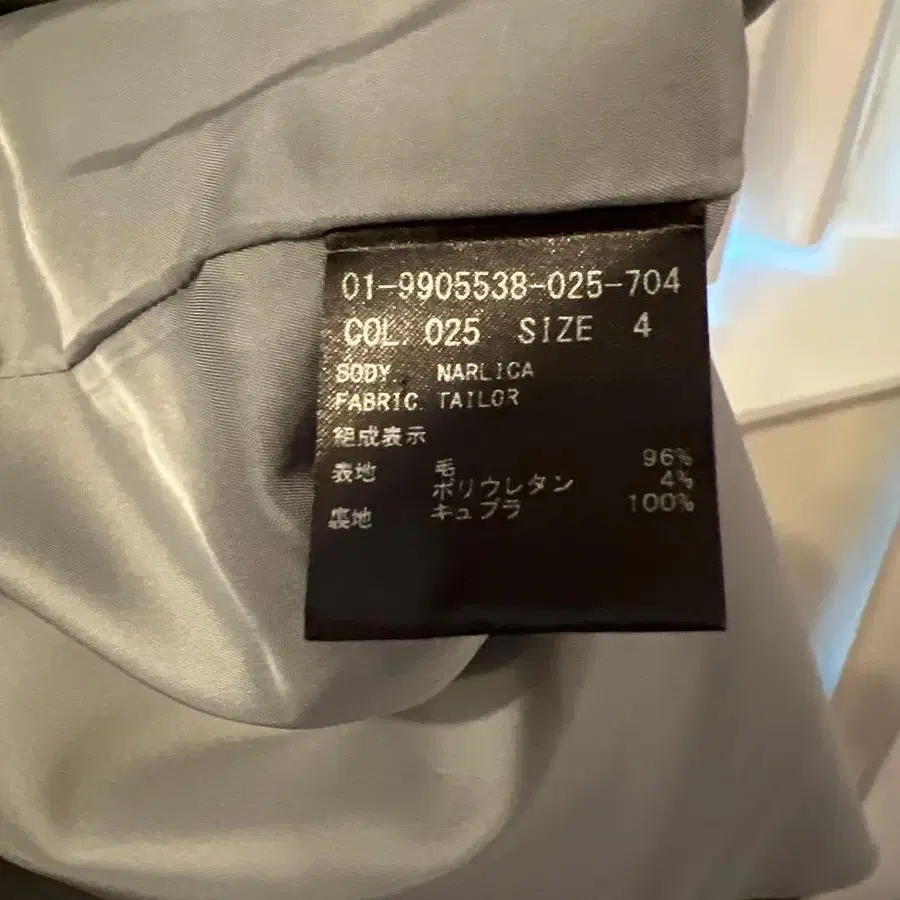 01-9905538-025-704
COL. 025 SIZE 4
BODY NARLICA
FABRIC TAILOR
組成表示
表地 毛 96%
ポリウレタン 4%
裏地 キュプラ 100%